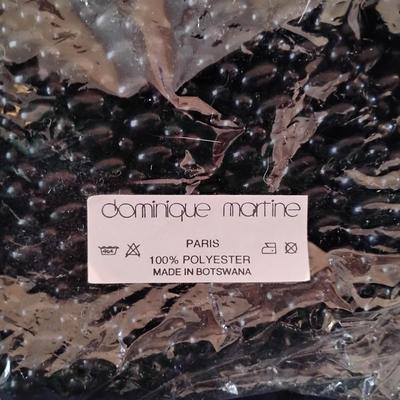 dominique martine
PARIS
100% POLYESTER
MADE IN BOTSWANA